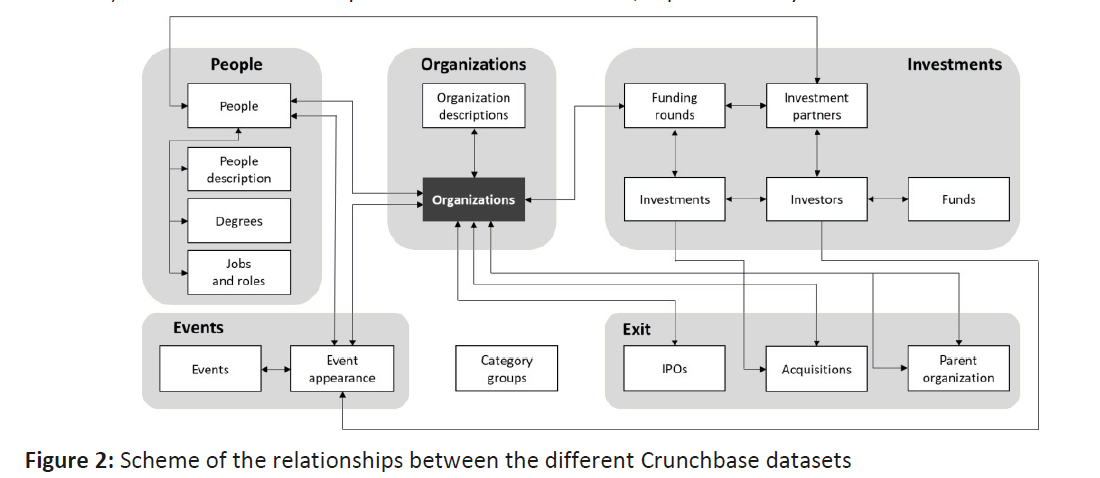 People
People
People
description
Degrees
Jobs
and roles
Organizations
Organization
descriptions
Organizations
Investments
Funding
rounds
Investment
partners
Investments
Investors
Funds
Events
Events
Event
appearance
Category
groups
Exit
IPOs
Acquisitions
Parent
organization
Figure 2: Scheme of the relationships between the different Crunchbase datasets